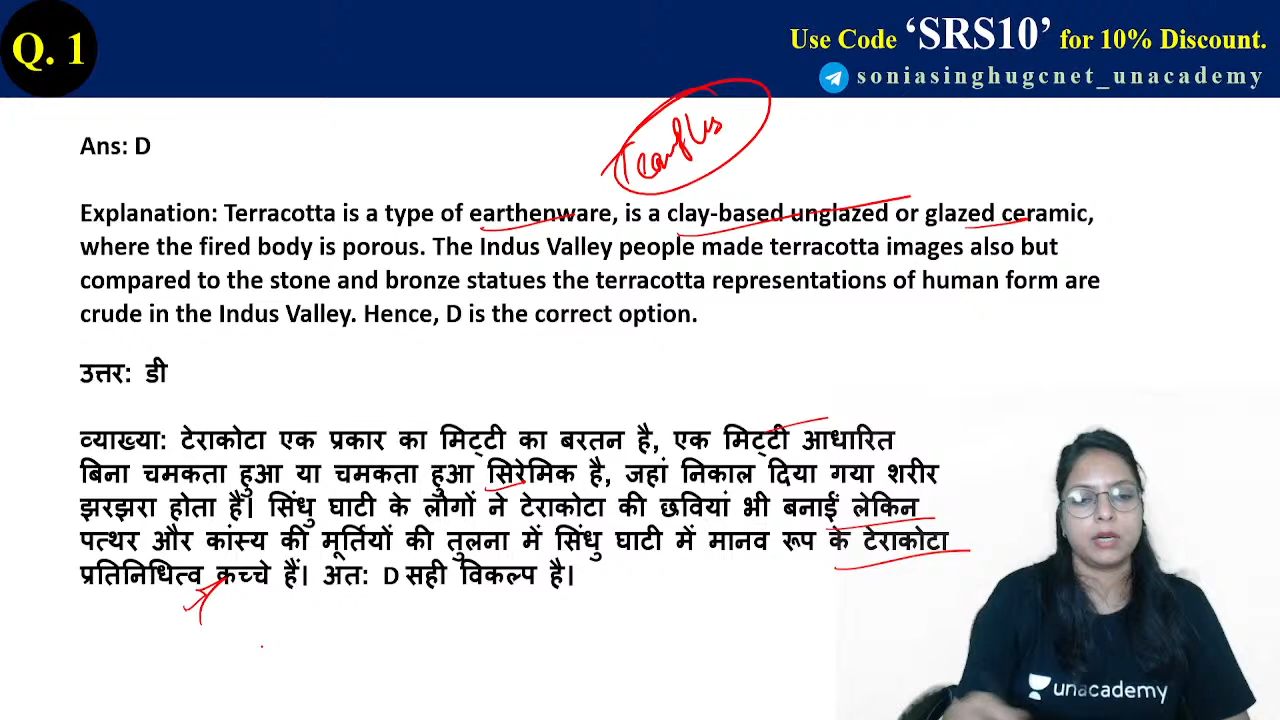 Q. 1
Use Code ‘SRS10’ for 10% Discount.
soniasinghugcnet_unacademy
Temples
Ans: D
Explanation: Terracotta is a type of earthenware, is a clay-based unglazed or glazed ceramic,
where the fired body is porous. The Indus Valley people made terracotta images also but
compared to the stone and bronze statues the terracotta representations of human form are
crude in the Indus Valley. Hence, D is the correct option.
उत्तर: डी
व्याख्या: टेराकोटा एक प्रकार का मिट्टी का बरतन है, एक मिट्टी आधारित
बिना चमकता हुआ या चमकता हुआ सिरेमिक है, जहां निकाल दिया गया शरीर
झरझरा होता है। सिंधु घाटी के लोगों ने टेराकोटा की छवियां भी बनाईं लेकिन
पत्थर और कांस्य की मूर्तियों की तुलना में सिंधु घाटी में मानव रूप के टेराकोटा
प्रतिनिधित्व कच्चे हैं। अत: D सही विकल्प है।
unacademy